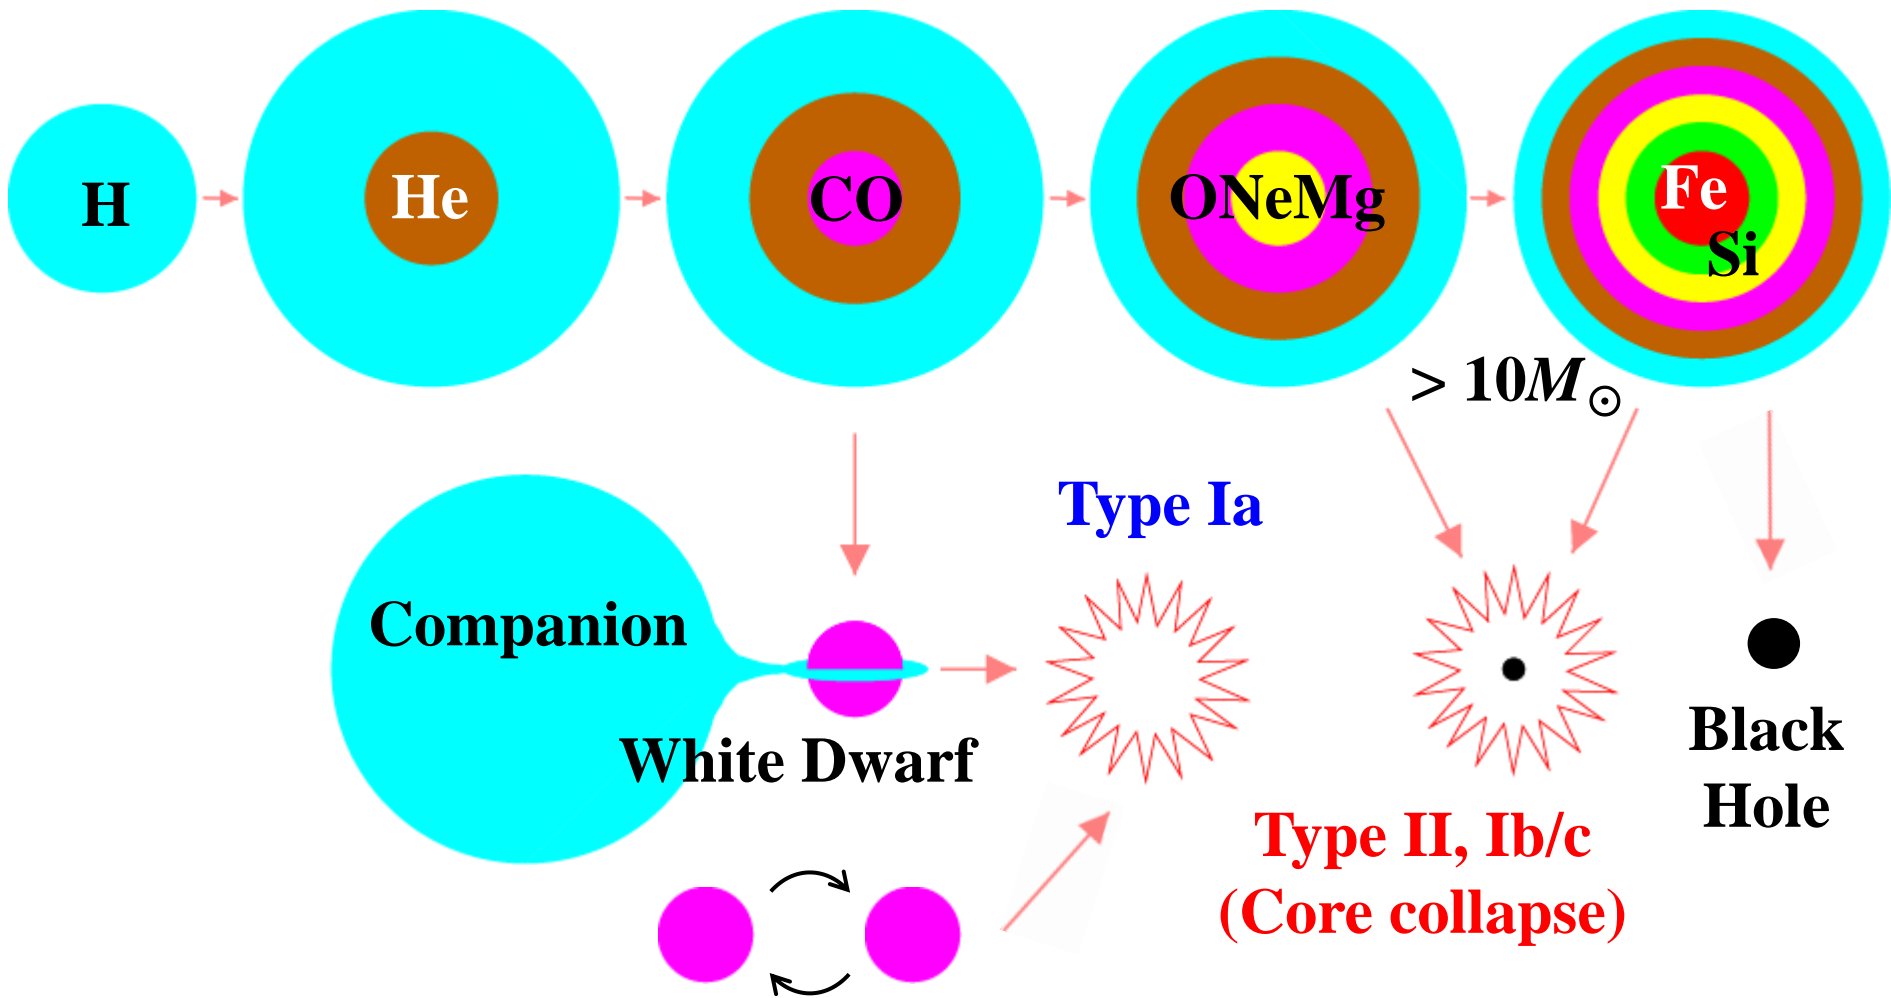 H
He
CO
ONeMg
Fe
Si
> 10M☉
Type Ia
Companion
White Dwarf
Black
Hole
Type II, Ib/c
(Core collapse)